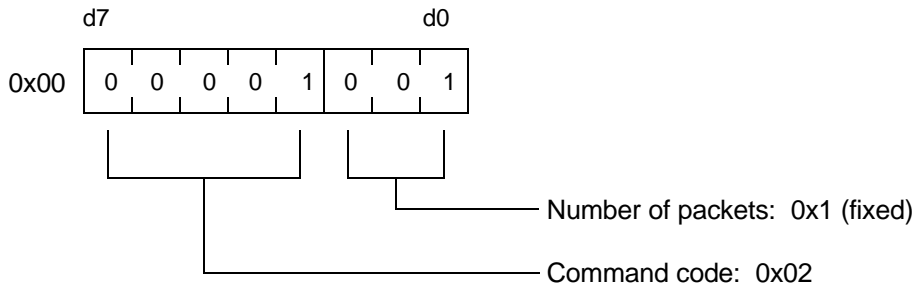 d7 d0
0x00 0 0 0 0 1 0 0 1
Number of packets: 0x1 (fixed)
Command code: 0x02